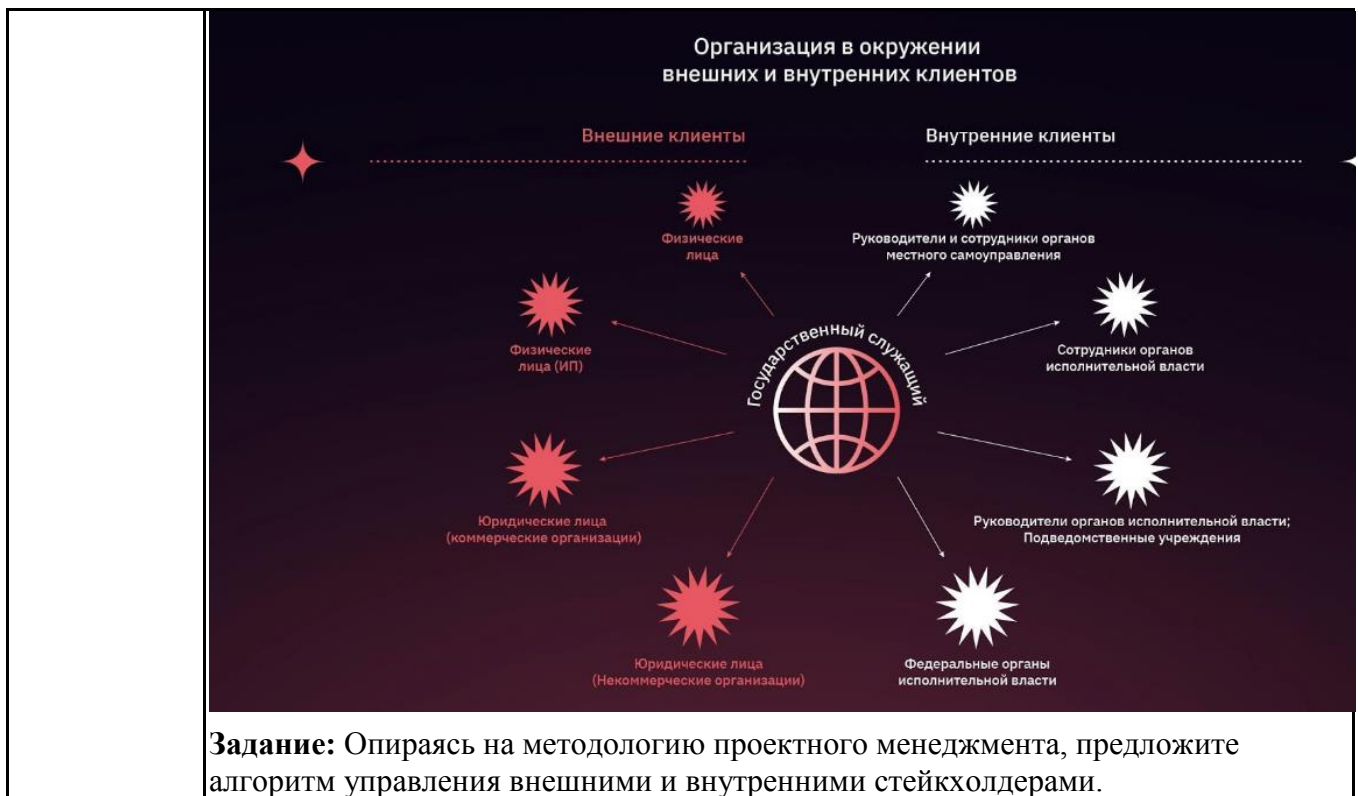 Организация в окружении
внешних и внутренних клиентов
Внешние клиенты
Внутренние клиенты
Физические
лица
Руководители и сотрудники органов
местного самоуправления
Физические
лица (ИП)
Государственный служащий
Сотрудники органов
исполнительной власти
Юридические лица
(коммерческие организации)
Руководители органов исполнительной власти;
Подведомственные учреждения
Юридические лица
(Некоммерческие организации)
Федеральные органы
исполнительной власти
Задание: Опираясь на методологию проектного менеджмента, предложите
алгоритм управления внешними и внутренними стейкхолдерами.